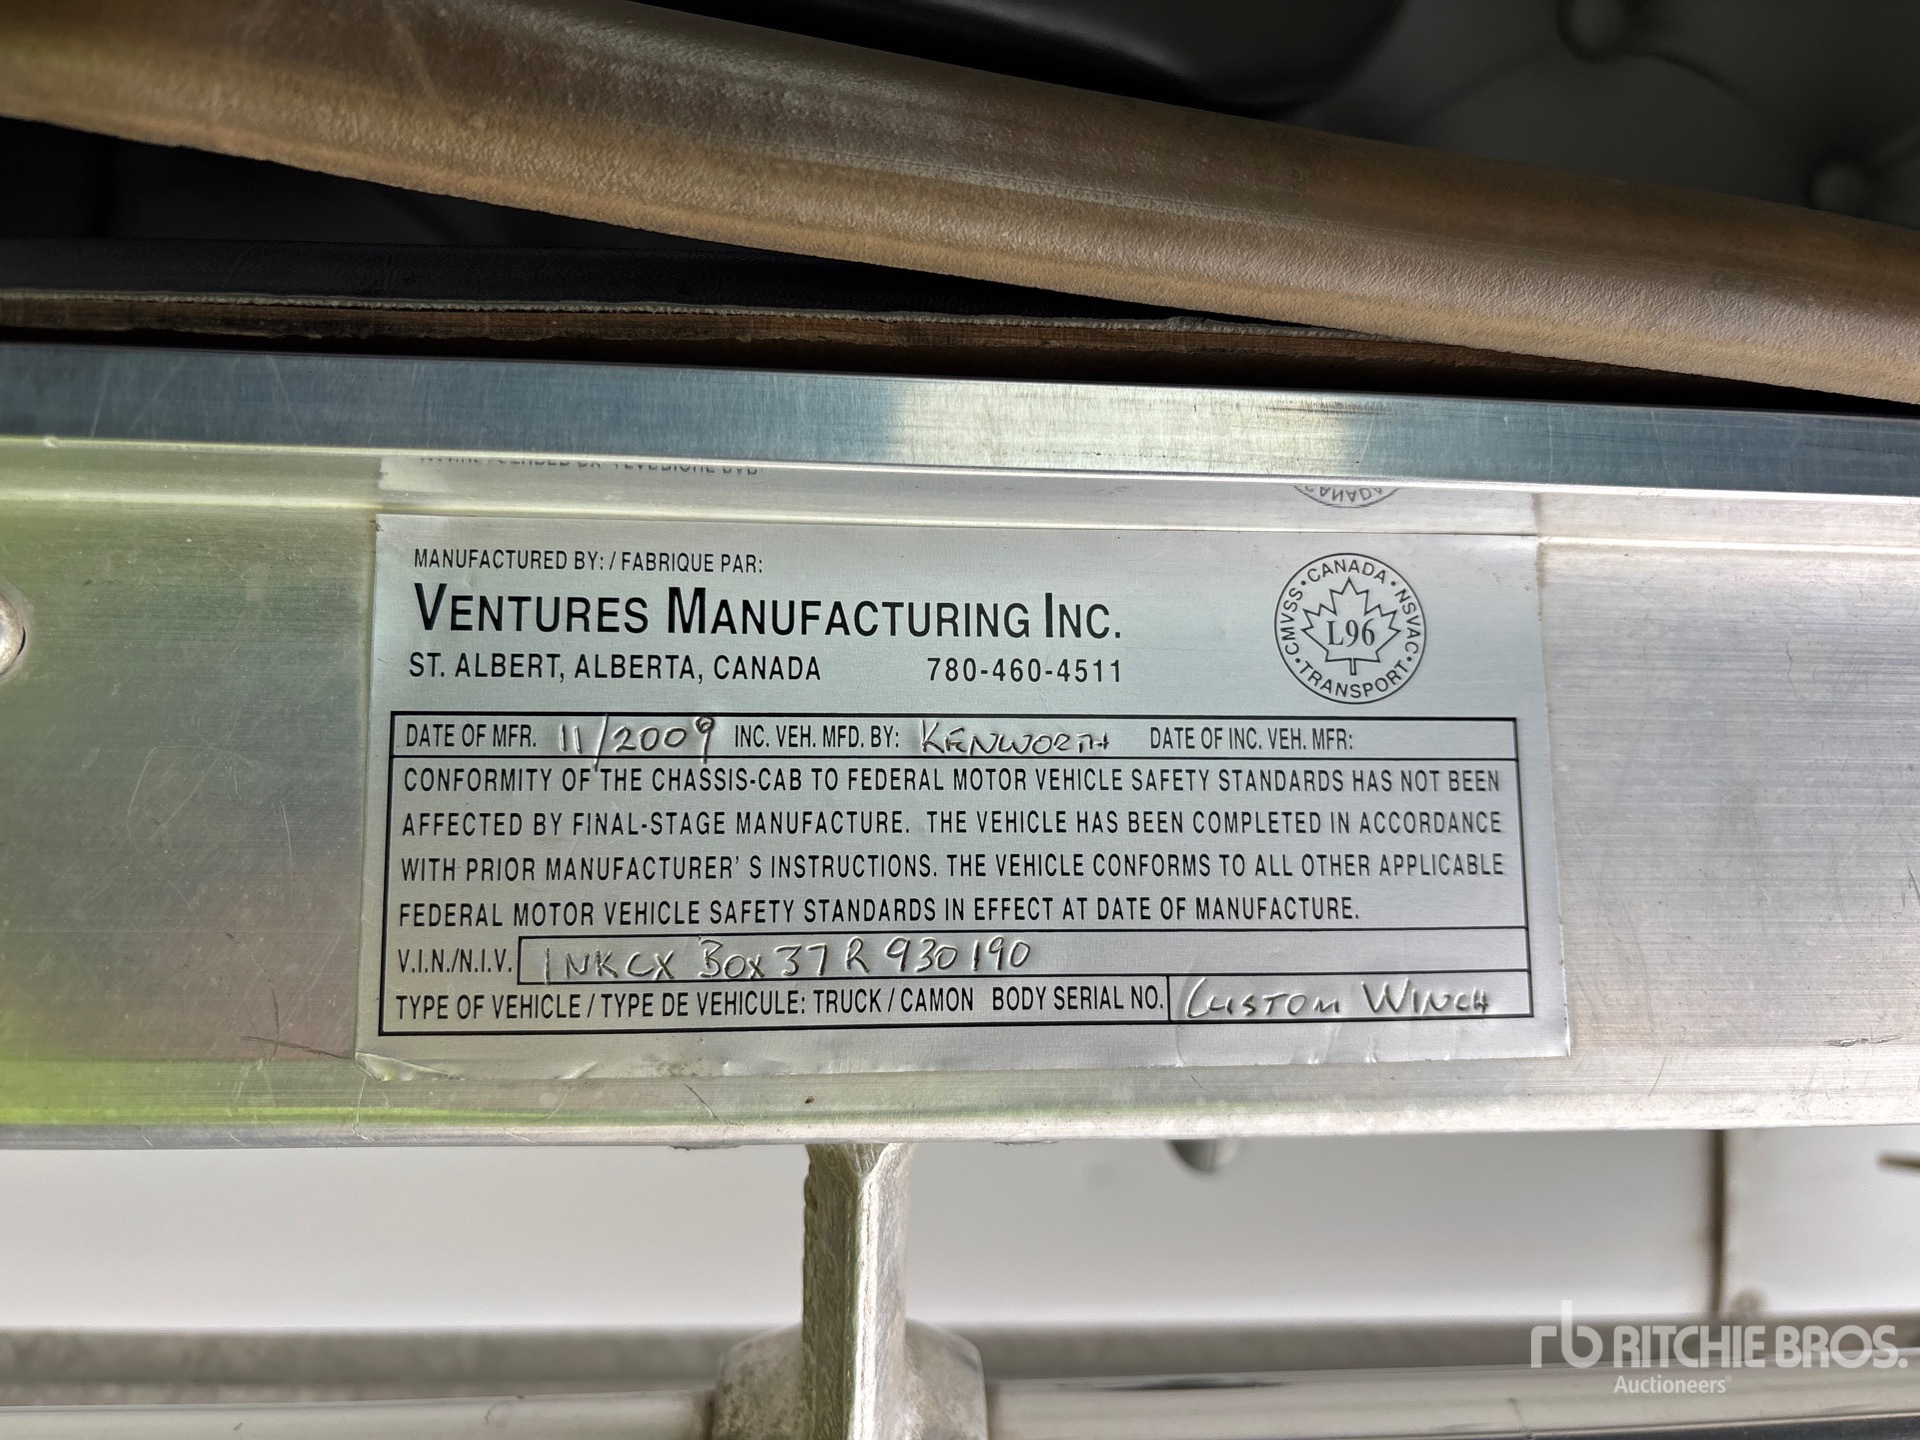 MANUFACTURED BY: / FABRIQUE PAR:
VENTURES MANUFACTURING INC.
ST. ALBERT, ALBERTA, CANADA 780-460-4511
CANADA · NSVAC · TRANSPORT · CMVSS ·
L96
DATE OF MFR. 11/2009 INC. VEH. MFD. BY: KENWORTH DATE OF INC. VEH. MFR:
CONFORMITY OF THE CHASSIS-CAB TO FEDERAL MOTOR VEHICLE SAFETY STANDARDS HAS NOT BEEN
AFFECTED BY FINAL-STAGE MANUFACTURE. THE VEHICLE HAS BEEN COMPLETED IN ACCORDANCE
WITH PRIOR MANUFACTURER'S INSTRUCTIONS. THE VEHICLE CONFORMS TO ALL OTHER APPLICABLE
FEDERAL MOTOR VEHICLE SAFETY STANDARDS IN EFFECT AT DATE OF MANUFACTURE.
V.I.N./N.I.V. 1NKCXBOX37R930190
TYPE OF VEHICLE / TYPE DE VEHICULE: TRUCK / CAMON BODY SERIAL NO. CUSTOM WINCH
rb RITCHIE BROS.
Auctioneers